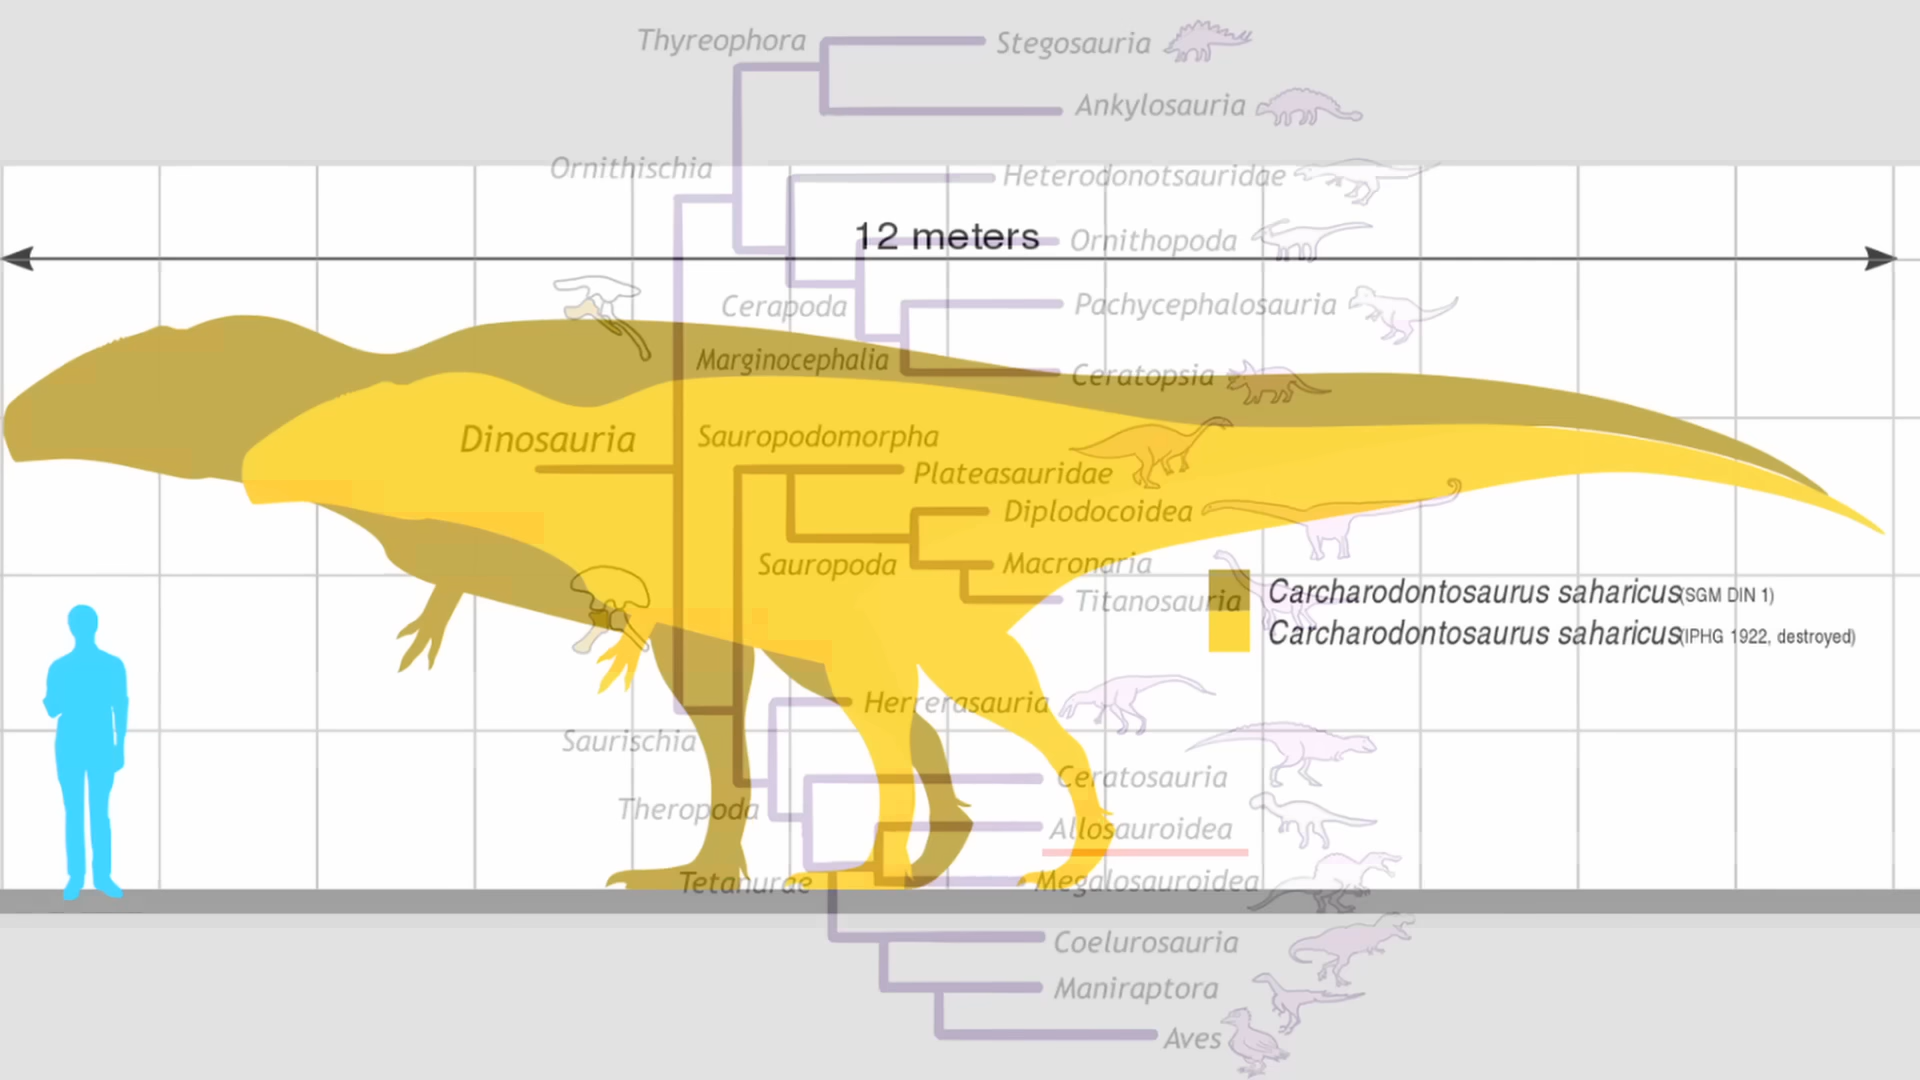 Thyreophora
Stegosauria
Ankylosauria
Ornithischia
Heterodonotsauridae
12 meters
Ornithopoda
Cerapoda
Pachycephalosauria
Marginocephalia
Ceratopsia
Dinosauria
Sauropodomorpha
Plateasauridae
Diplodocoidea
Sauropoda
Macronaria
Titanosauria
Carcharodontosaurus saharicus(SGM DIN 1)
Carcharodontosaurus saharicus(IPHG 1922, destroyed)
Herrerasauria
Saurischia
Ceratosauria
Theropoda
Allosauroidea
Tetanurae
Megalosauroidea
Coelurosauria
Maniraptora
Aves